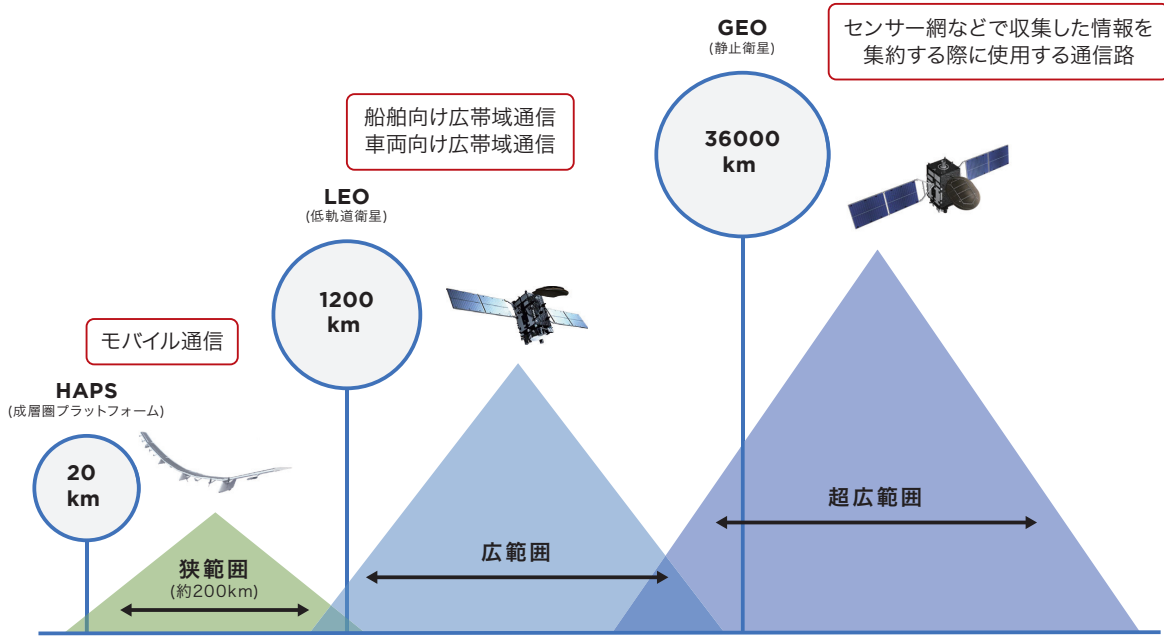 GEO
(静止衛星)
36000
km
センサー網などで収集した情報を
集約する際に使用する通信路
船舶向け広帯域通信
車両向け広帯域通信
LEO
(低軌道衛星)
1200
km
モバイル通信
HAPS
(成層圏プラットフォーム)
20
km
狭範囲
(約200km)
広範囲
超広範囲